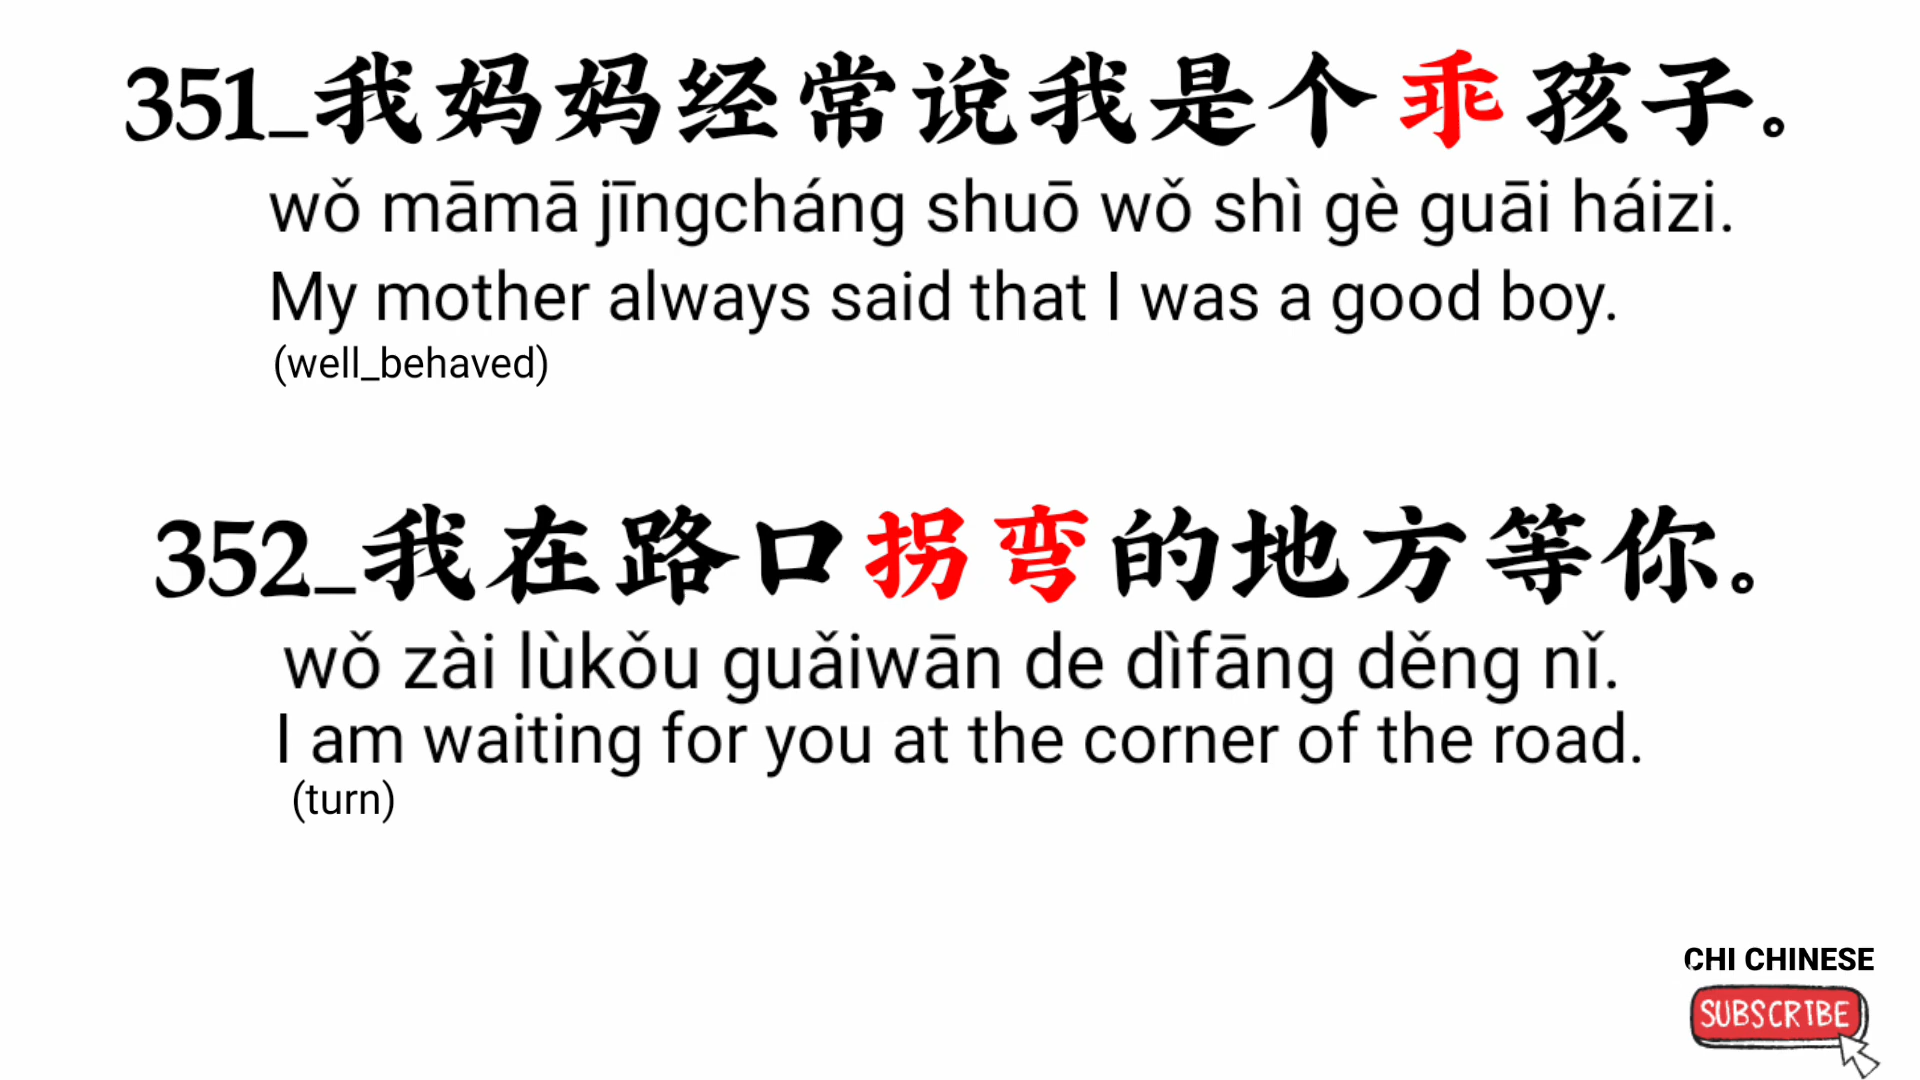 351_我妈妈经常说我是个乖孩子。
wǒ māmā jīngcháng shuō wǒ shì gè guāi háizi.
My mother always said that I was a good boy.
(well_behaved)
352_我在路口拐弯的地方等你。
wǒ zài lùkǒu guǎiwān de dìfāng děng nǐ.
I am waiting for you at the corner of the road.
(turn)
CHI CHINESE
SUBSCRIBE